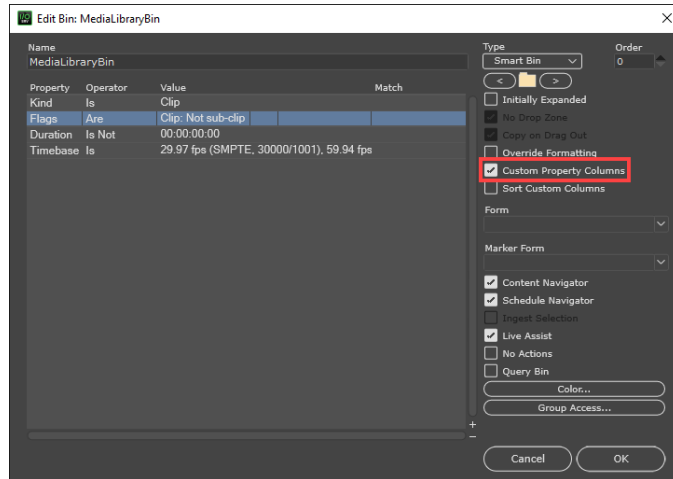 Edit Bin: MediaLibraryBin
Name
MediaLibraryBin
Property Operator Value Match
Kind Is Clip
Flags Are Clip: Not sub-clip
Duration Is Not 00:00:00:00
Timebase Is 29.97 fps (SMPTE, 30000/1001), 59.94 fps
Type Order
Smart Bin 0
< >
Initially Expanded
No Drop Zone
Copy on Drag Out
Override Formatting
Custom Property Columns
Sort Custom Columns
Form
Marker Form
Content Navigator
Schedule Navigator
Ingest Selection
Live Assist
No Actions
Query Bin
Color...
Group Access...
+
−
Cancel OK